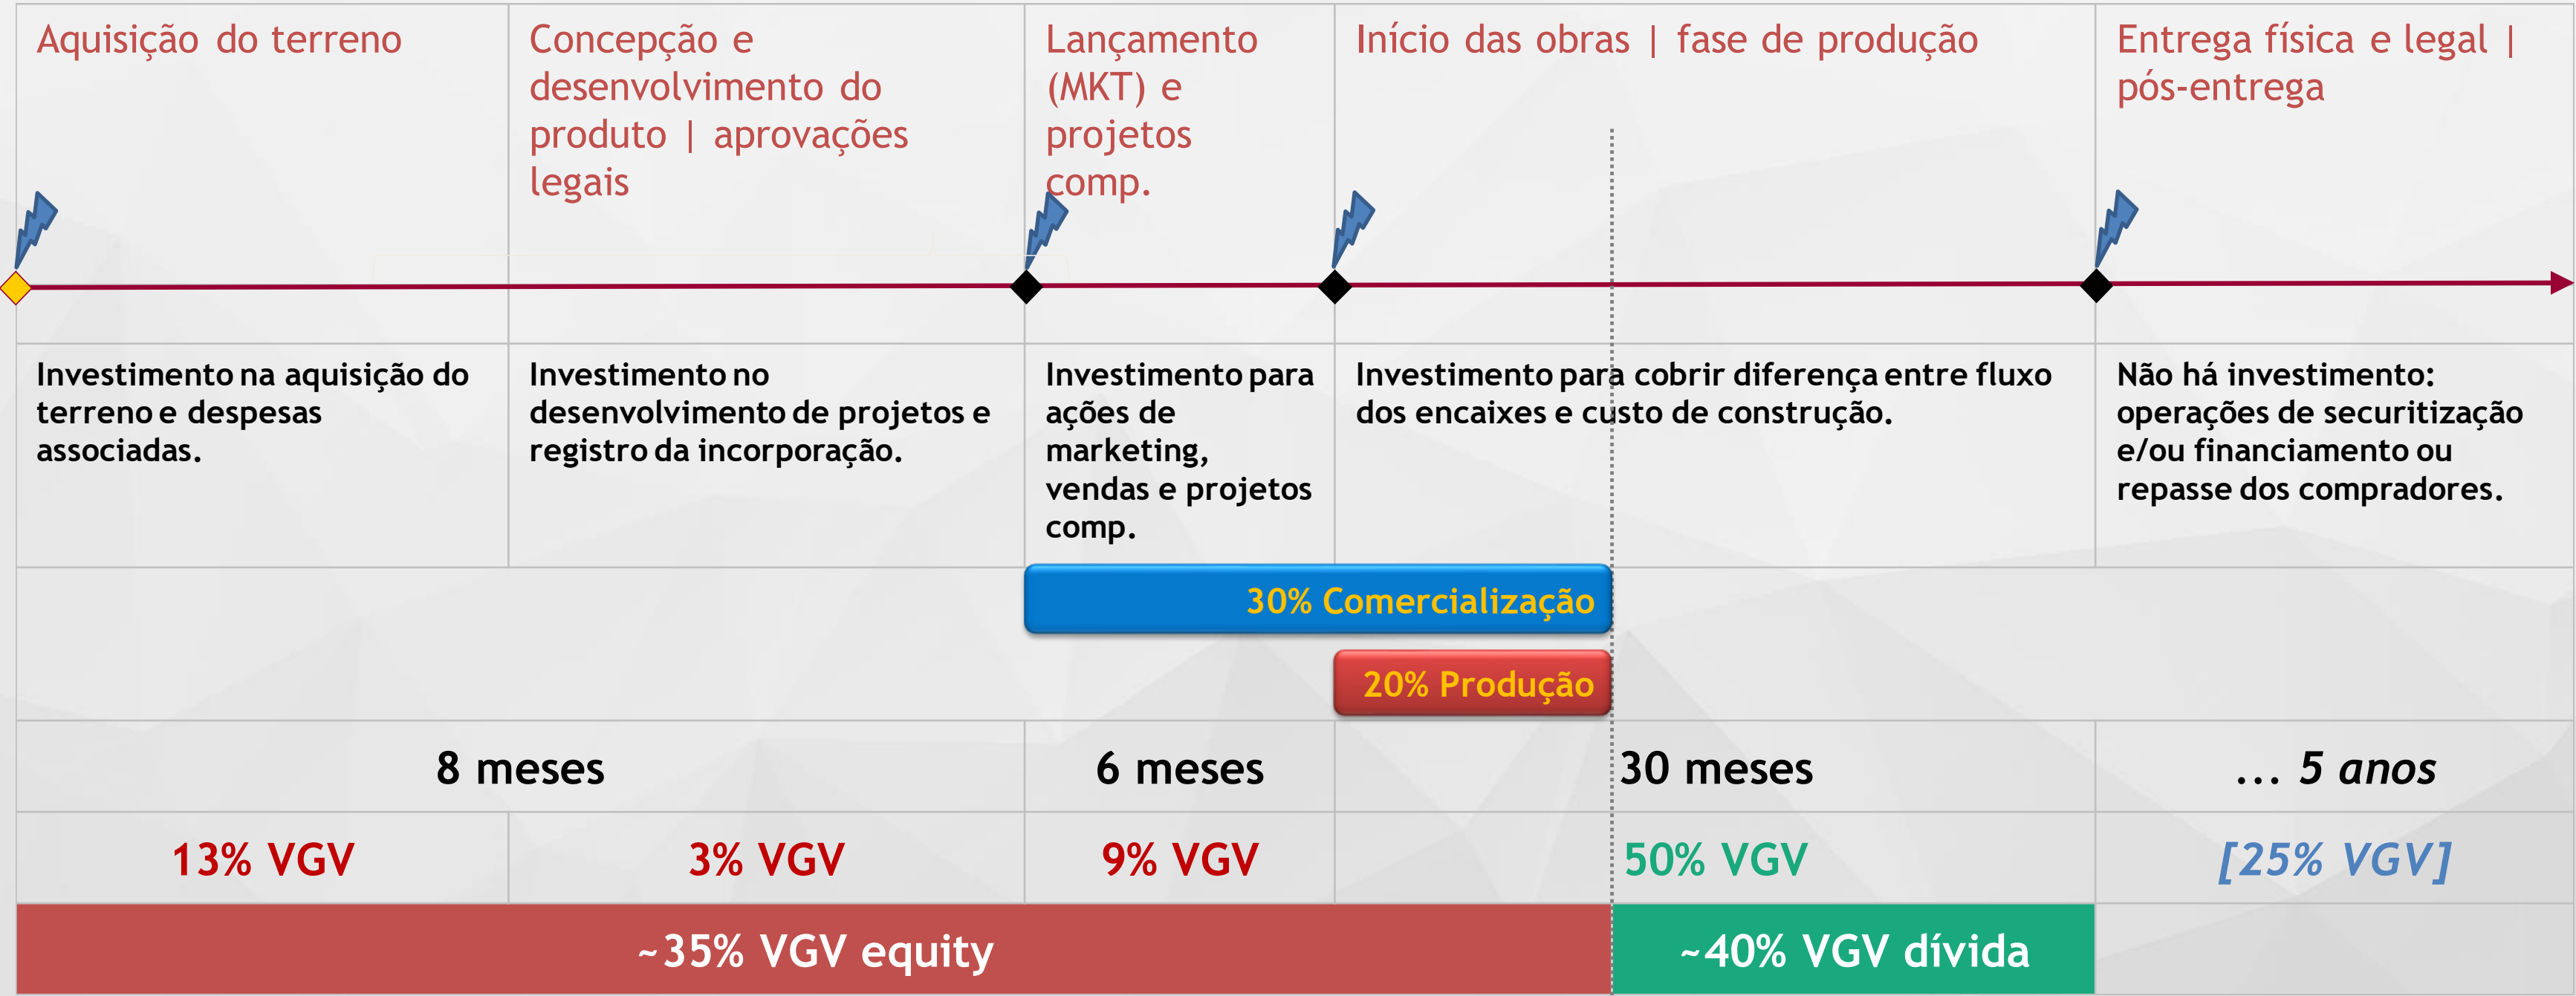 Aquisição do terreno
Concepção e
desenvolvimento do
produto | aprovações
legais
Lançamento
(MKT) e
projetos
comp.
Início das obras | fase de produção
Entrega física e legal |
pós-entrega
Investimento na aquisição do
terreno e despesas
associadas.
Investimento no
desenvolvimento de projetos e
registro da incorporação.
Investimento para
ações de
marketing,
vendas e projetos
comp.
Investimento para cobrir diferença entre fluxo
dos encaixes e custo de construção.
Não há investimento:
operações de securitização
e/ou financiamento ou
repasse dos compradores.
30% Comercialização
20% Produção
8 meses
6 meses
30 meses
... 5 anos
13% VGV
3% VGV
9% VGV
50% VGV
[25% VGV]
~35% VGV equity
~40% VGV dívida